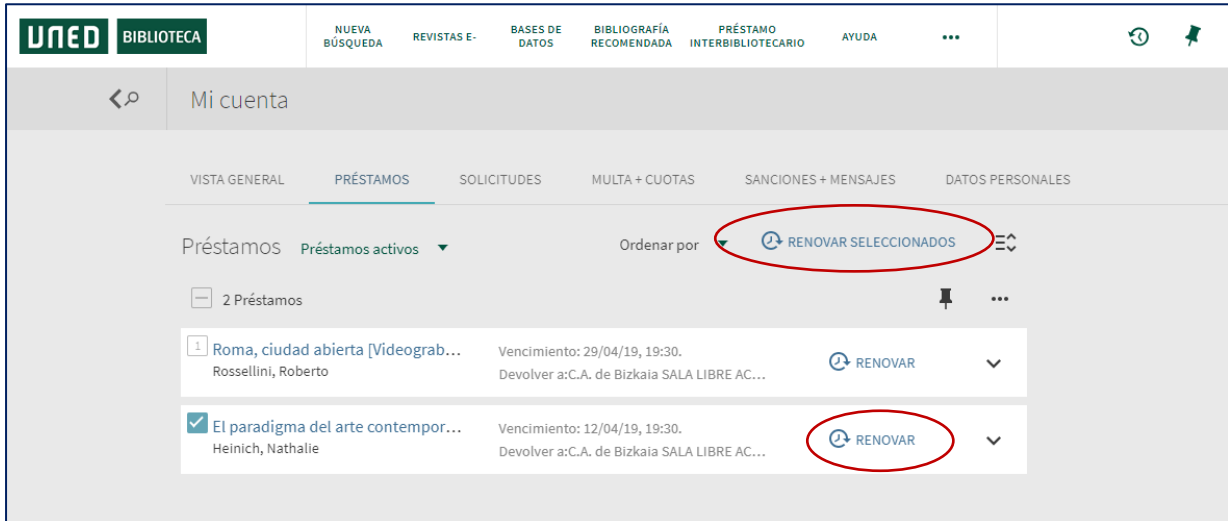 UNED BIBLIOTECA
NUEVA BÚSQUEDA
REVISTAS E-
BASES DE DATOS
BIBLIOGRAFÍA RECOMENDADA
PRÉSTAMO INTERBIBLIOTECARIO
AYUDA
Mi cuenta
VISTA GENERAL PRÉSTAMOS SOLICITUDES MULTA + CUOTAS SANCIONES + MENSAJES DATOS PERSONALES
Préstamos Préstamos activos Ordenar por RENOVAR SELECCIONADOS
2 Préstamos
1 Roma, ciudad abierta [Videograb...
Rossellini, Roberto
Vencimiento: 29/04/19, 19:30.
Devolver a:C.A. de Bizkaia SALA LIBRE AC...
RENOVAR
El paradigma del arte contempor...
Heinich, Nathalie
Vencimiento: 12/04/19, 19:30.
Devolver a:C.A. de Bizkaia SALA LIBRE AC...
RENOVAR